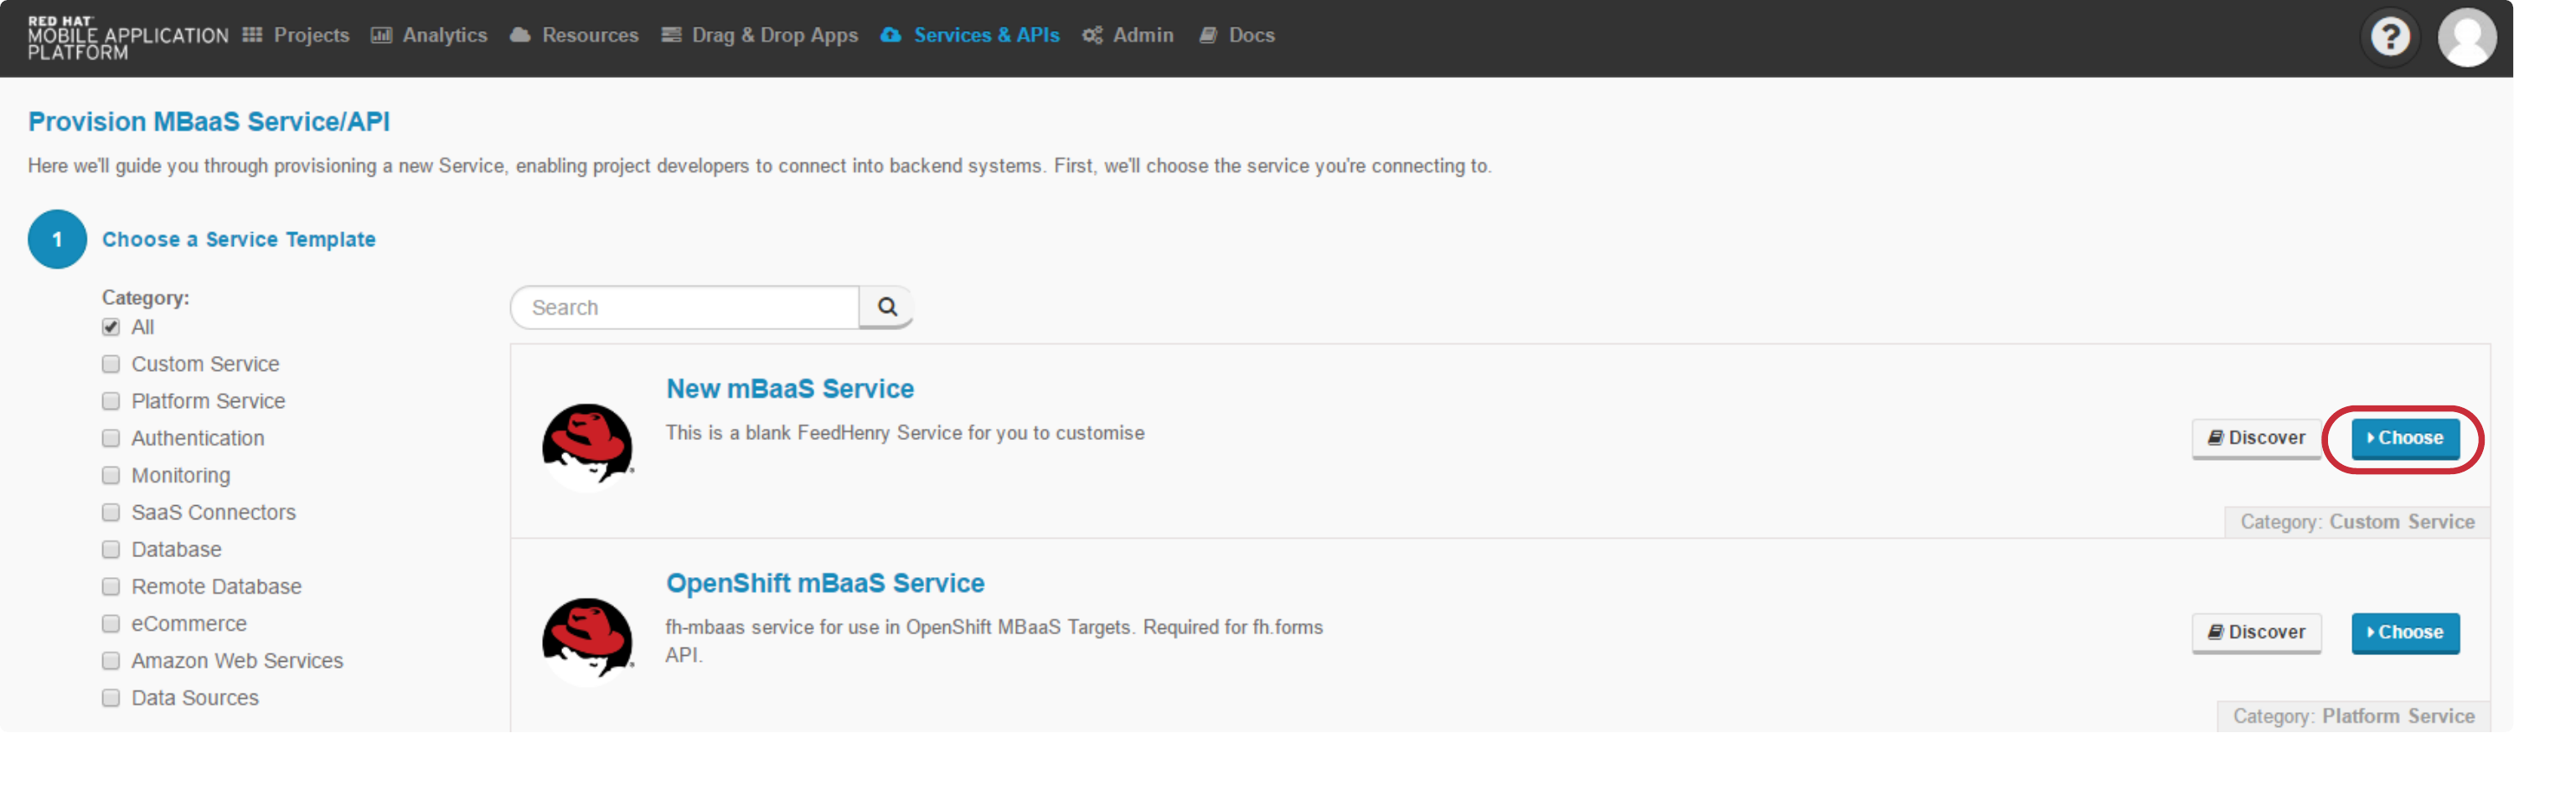 RED HAT
MOBILE APPLICATION
PLATFORM
Projects Analytics Resources Drag & Drop Apps Services & APIs Admin Docs ?
Provision MBaaS Service/API
Here we'll guide you through provisioning a new Service, enabling project developers to connect into backend systems. First, we'll choose the service you're connecting to.
1 Choose a Service Template
Category:
All
Custom Service
Platform Service
Authentication
Monitoring
SaaS Connectors
Database
Remote Database
eCommerce
Amazon Web Services
Data Sources
Search
New mBaaS Service
This is a blank FeedHenry Service for you to customise
Discover Choose
Category: Custom Service
OpenShift mBaaS Service
fh-mbaas service for use in OpenShift MBaaS Targets. Required for fh.forms
API.
Discover Choose
Category: Platform Service